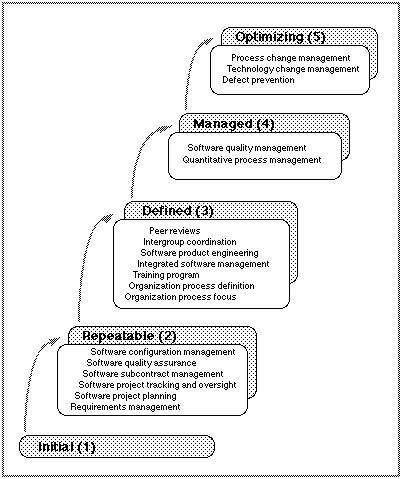 Optimizing (5)
Process change management
Technology change management
Defect prevention
Managed (4)
Software quality management
Quantitative process management
Defined (3)
Peer reviews
Intergroup coordination
Software product engineering
Integrated software management
Training program
Organization process definition
Organization process focus
Repeatable (2)
Software configuration management
Software quality assurance
Software subcontract management
Software project tracking and oversight
Software project planning
Requirements management
Initial (1)